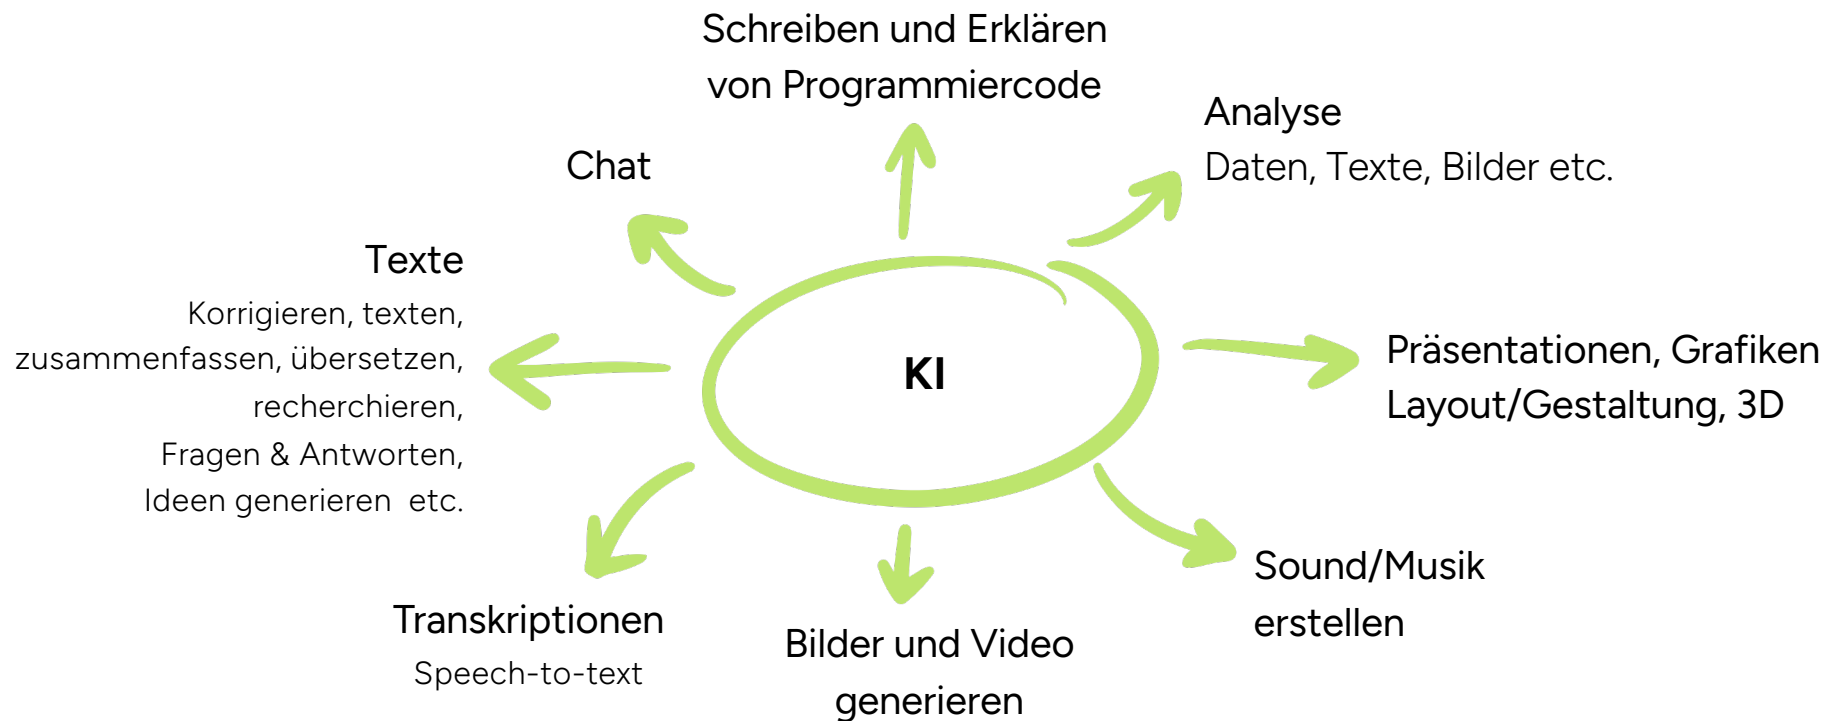 Schreiben und Erklären
von Programmiercode
Analyse
Daten, Texte, Bilder etc.
Chat
Texte
Korrigieren, texten,
zusammenfassen, übersetzen,
recherchieren,
Fragen & Antworten,
Ideen generieren etc.
KI
Präsentationen, Grafiken
Layout/Gestaltung, 3D
Sound/Musik
erstellen
Transkriptionen
Speech-to-text
Bilder und Video
generieren